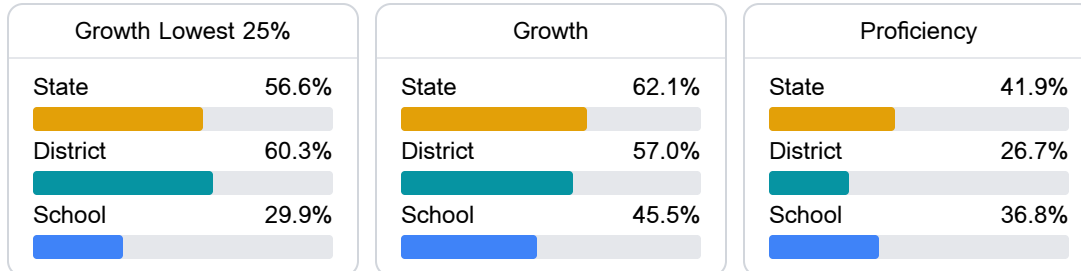 Growth Lowest 25%
State 56.6%
District 60.3%
School 29.9%
Growth
State 62.1%
District 57.0%
School 45.5%
Proficiency
State 41.9%
District 26.7%
School 36.8%